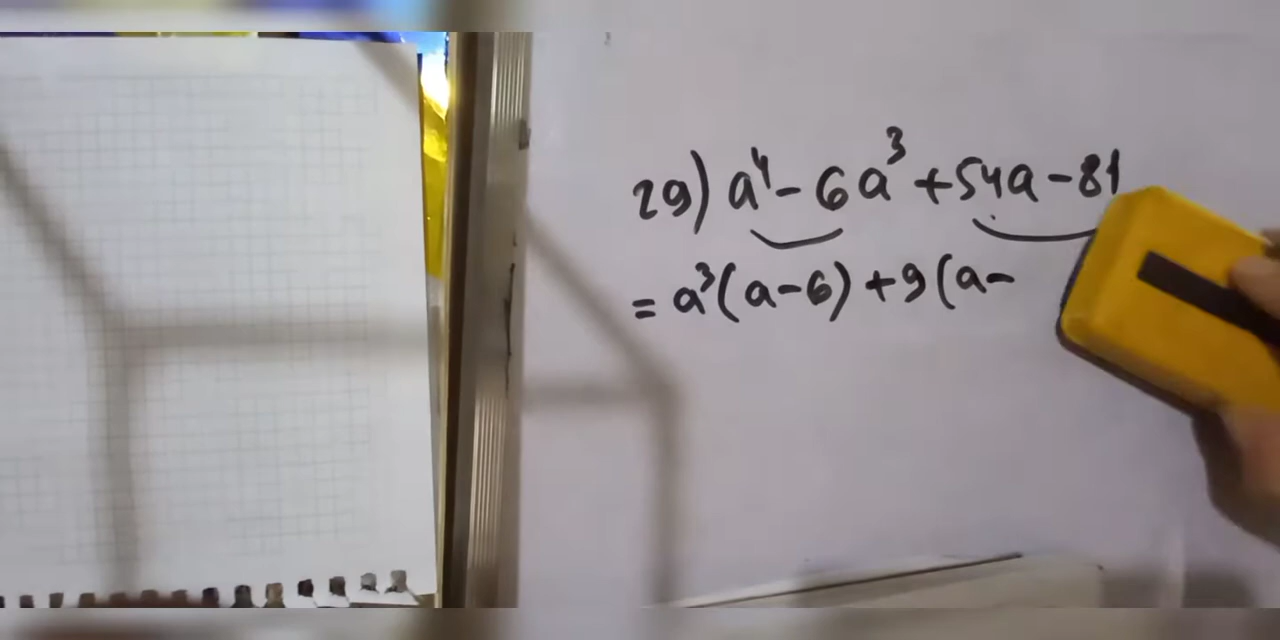 29) a⁴ - 6a³ + 54a - 81
= a³(a - 6) + 9(a -